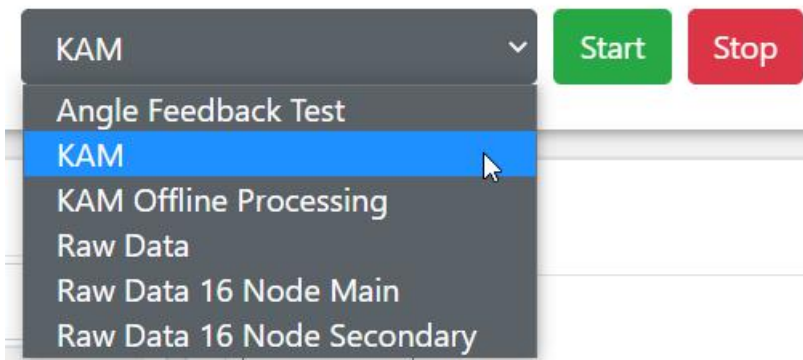 KAM
Start
Stop
Angle Feedback Test
KAM
KAM Offline Processing
Raw Data
Raw Data 16 Node Main
Raw Data 16 Node Secondary